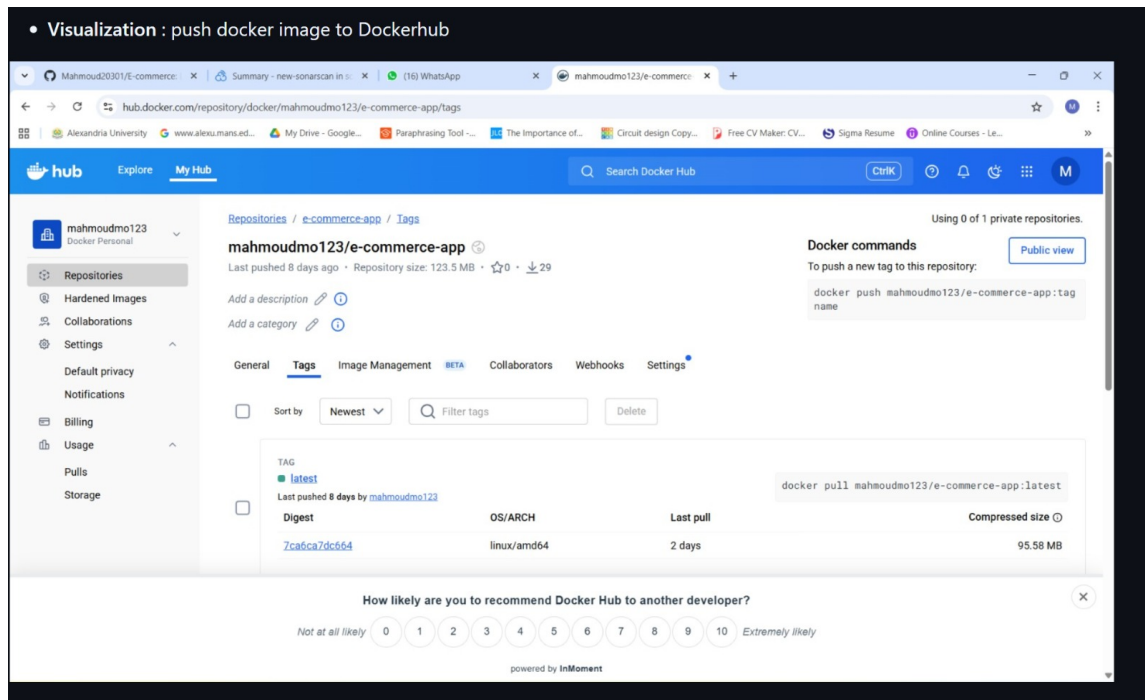 • Visualization : push docker image to Dockerhub
Mahmoud20301/E-commerce:
Summary - new-sonarscan in s
(16) WhatsApp
mahmoudmo123/e-commerce
hub.docker.com/repository/docker/mahmoudmo123/e-commerce-app/tags
Alexandria University
www.alexu.mans.ed...
My Drive - Google...
Paraphrasing Tool -...
The Importance of...
Circuit design Copy...
Free CV Maker: CV...
Sigma Resume
Online Courses - Le...
hub
Explore
My Hub
Search Docker Hub
CtrlK
M
mahmoudmo123
Docker Personal
Repositories
Hardened Images
Collaborations
Settings
Default privacy
Notifications
Billing
Usage
Pulls
Storage
Repositories / e-commerce-app / Tags
Using 0 of 1 private repositories.
mahmoudmo123/e-commerce-app
Last pushed 8 days ago • Repository size: 123.5 MB • 0 • 29
Add a description
Add a category
Docker commands
Public view
To push a new tag to this repository:
docker push mahmoudmo123/e-commerce-app:tag
name
General
Tags
Image Management BETA
Collaborators
Webhooks
Settings
Sort by
Newest
Filter tags
Delete
TAG
latest
Last pushed 8 days by mahmoudmo123
docker pull mahmoudmo123/e-commerce-app:latest
Digest OS/ARCH Last pull Compressed size
7ca6ca7dc664 linux/amd64 2 days 95.58 MB
How likely are you to recommend Docker Hub to another developer?
Not at all likely 0 1 2 3 4 5 6 7 8 9 10 Extremely likely
powered by InMoment